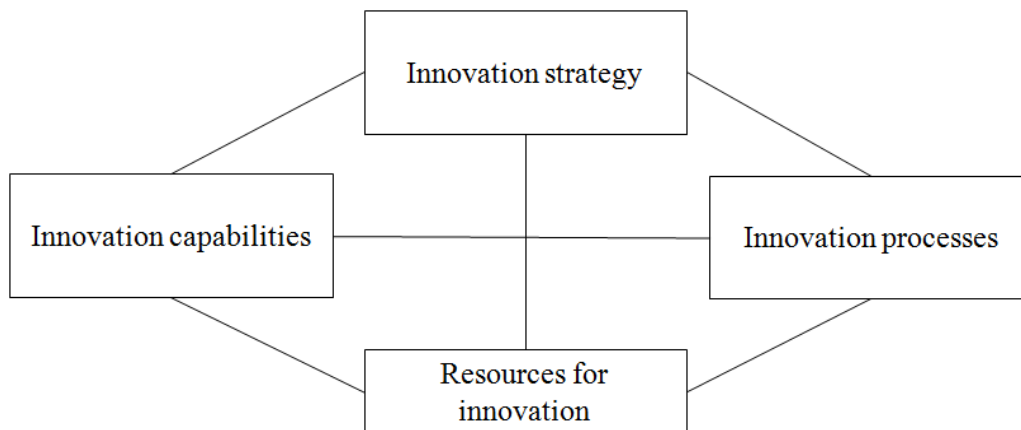 Innovation strategy
Innovation capabilities
Innovation processes
Resources for
innovation